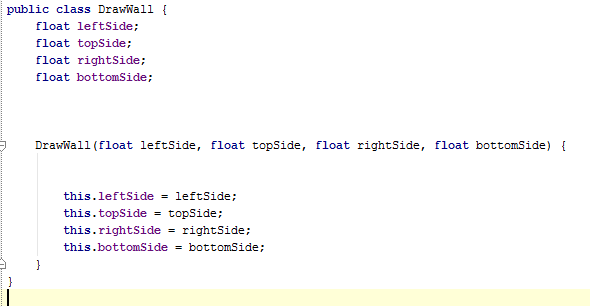 public class DrawWall {
    float leftSide;
    float topSide;
    float rightSide;
    float bottomSide;
    DrawWall(float leftSide, float topSide, float rightSide, float bottomSide) {
        this.leftSide = leftSide;
        this.topSide = topSide;
        this.rightSide = rightSide;
        this.bottomSide = bottomSide;
    }
}